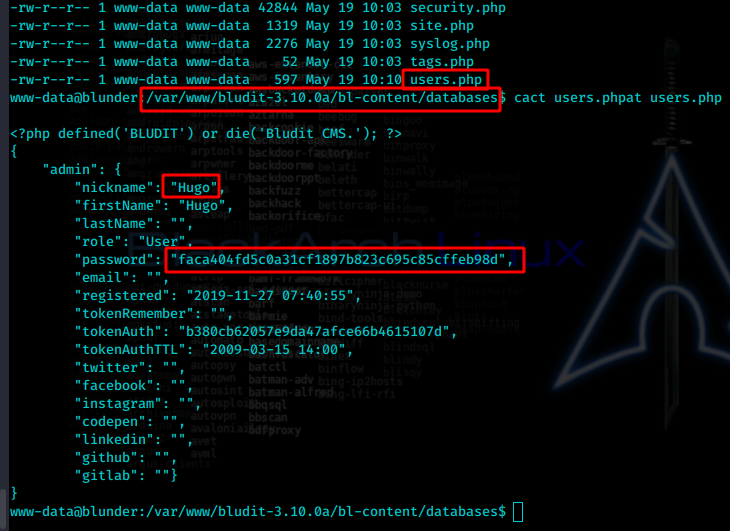 -rw-r--r-- 1 www-data www-data 42844 May 19 10:03 security.php
-rw-r--r-- 1 www-data www-data 1319 May 19 10:03 site.php
-rw-r--r-- 1 www-data www-data 2276 May 19 10:03 syslog.php
-rw-r--r-- 1 www-data www-data 52 May 19 10:03 tags.php
-rw-r--r-- 1 www-data www-data 597 May 19 10:10 users.php
www-data@blunder:/var/www/bludit-3.10.0a/bl-content/databases$ cact users.phpat users.php
<?php defined('BLUDIT') or die('Bludit CMS.'); ?>
{
"admin": {
"nickname": "Hugo",
"firstName": "Hugo",
"lastName": "",
"role": "User",
"password": "faca404fd5c0a31cf1897b823c695c85cffeb98d",
"email": "",
"registered": "2019-11-27 07:40:55",
"tokenRemember": "",
"tokenAuth": "b380cb62057e9da47afce66b4615107d",
"tokenAuthTTL": "2009-03-15 14:00",
"twitter": "",
"facebook": "",
"instagram": "",
"codepen": "",
"linkedin": "",
"github": "",
"gitlab": ""}
}
www-data@blunder:/var/www/bludit-3.10.0a/bl-content/databases$